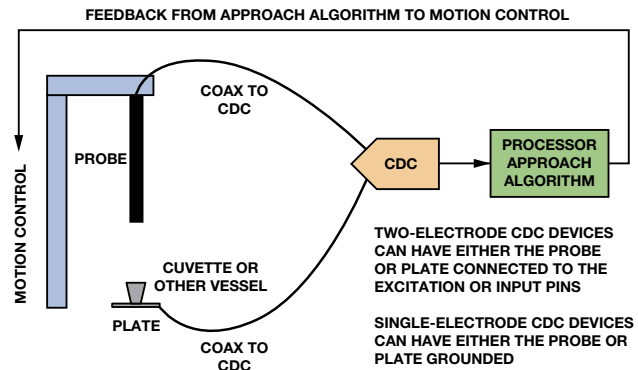 FEEDBACK FROM APPROACH ALGORITHM TO MOTION CONTROL
COAX TO
CDC
PROBE
MOTION CONTROL
CDC
PROCESSOR
APPROACH
ALGORITHM
CUVETTE OR
OTHER VESSEL
PLATE
COAX TO
CDC
TWO-ELECTRODE CDC DEVICES
CAN HAVE EITHER THE PROBE
OR PLATE CONNECTED TO THE
EXCITATION OR INPUT PINS
SINGLE-ELECTRODE CDC DEVICES
CAN HAVE EITHER THE PROBE OR
PLATE GROUNDED